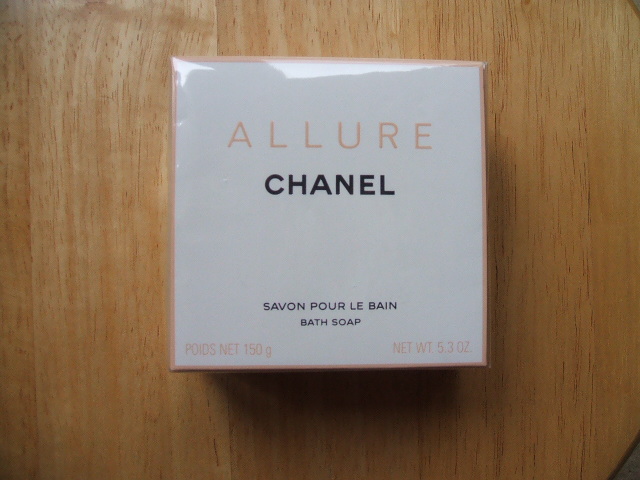 ALLURE
CHANEL
SAVON POUR LE BAIN
BATH SOAP
POIDS NET 150 g NET WT. 5.3 OZ.